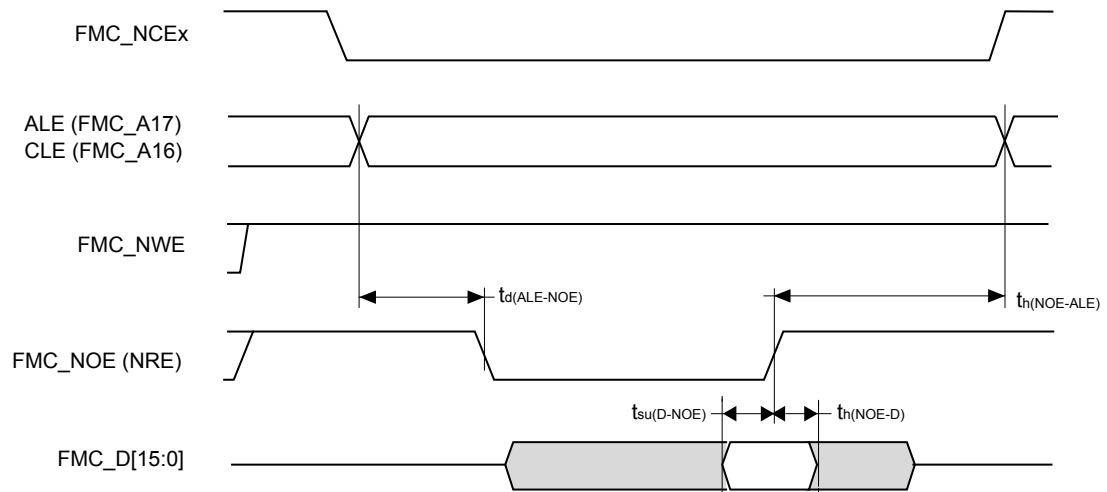 FMC_NCEx
ALE (FMC_A17)
CLE (FMC_A16)
FMC_NWE
td(ALE-NOE)
th(NOE-ALE)
FMC_NOE (NRE)
tsu(D-NOE)
th(NOE-D)
FMC_D[15:0]